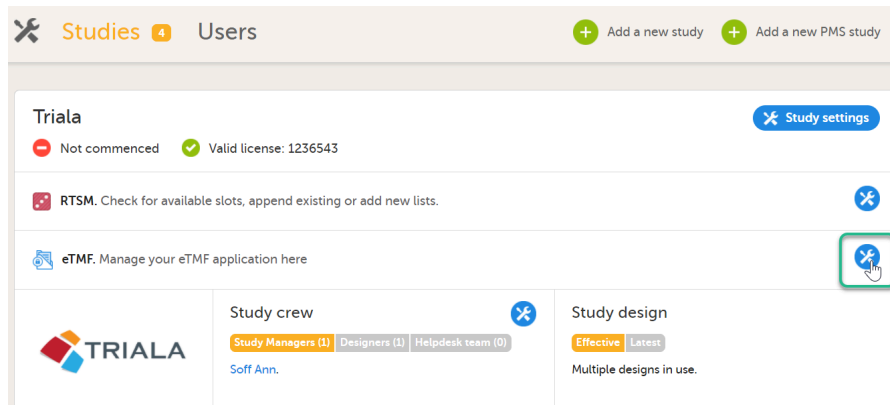 Studies 4 Users Add a new study Add a new PMS study
Triala Study settings
Not commenced Valid license: 1236543
RTSM. Check for available slots, append existing or add new lists.
eTMF. Manage your eTMF application here
TRIALA
Study crew
Study Managers (1) Designers (1) Helpdesk team (0)
Soff Ann.
Study design
Effective Latest
Multiple designs in use.